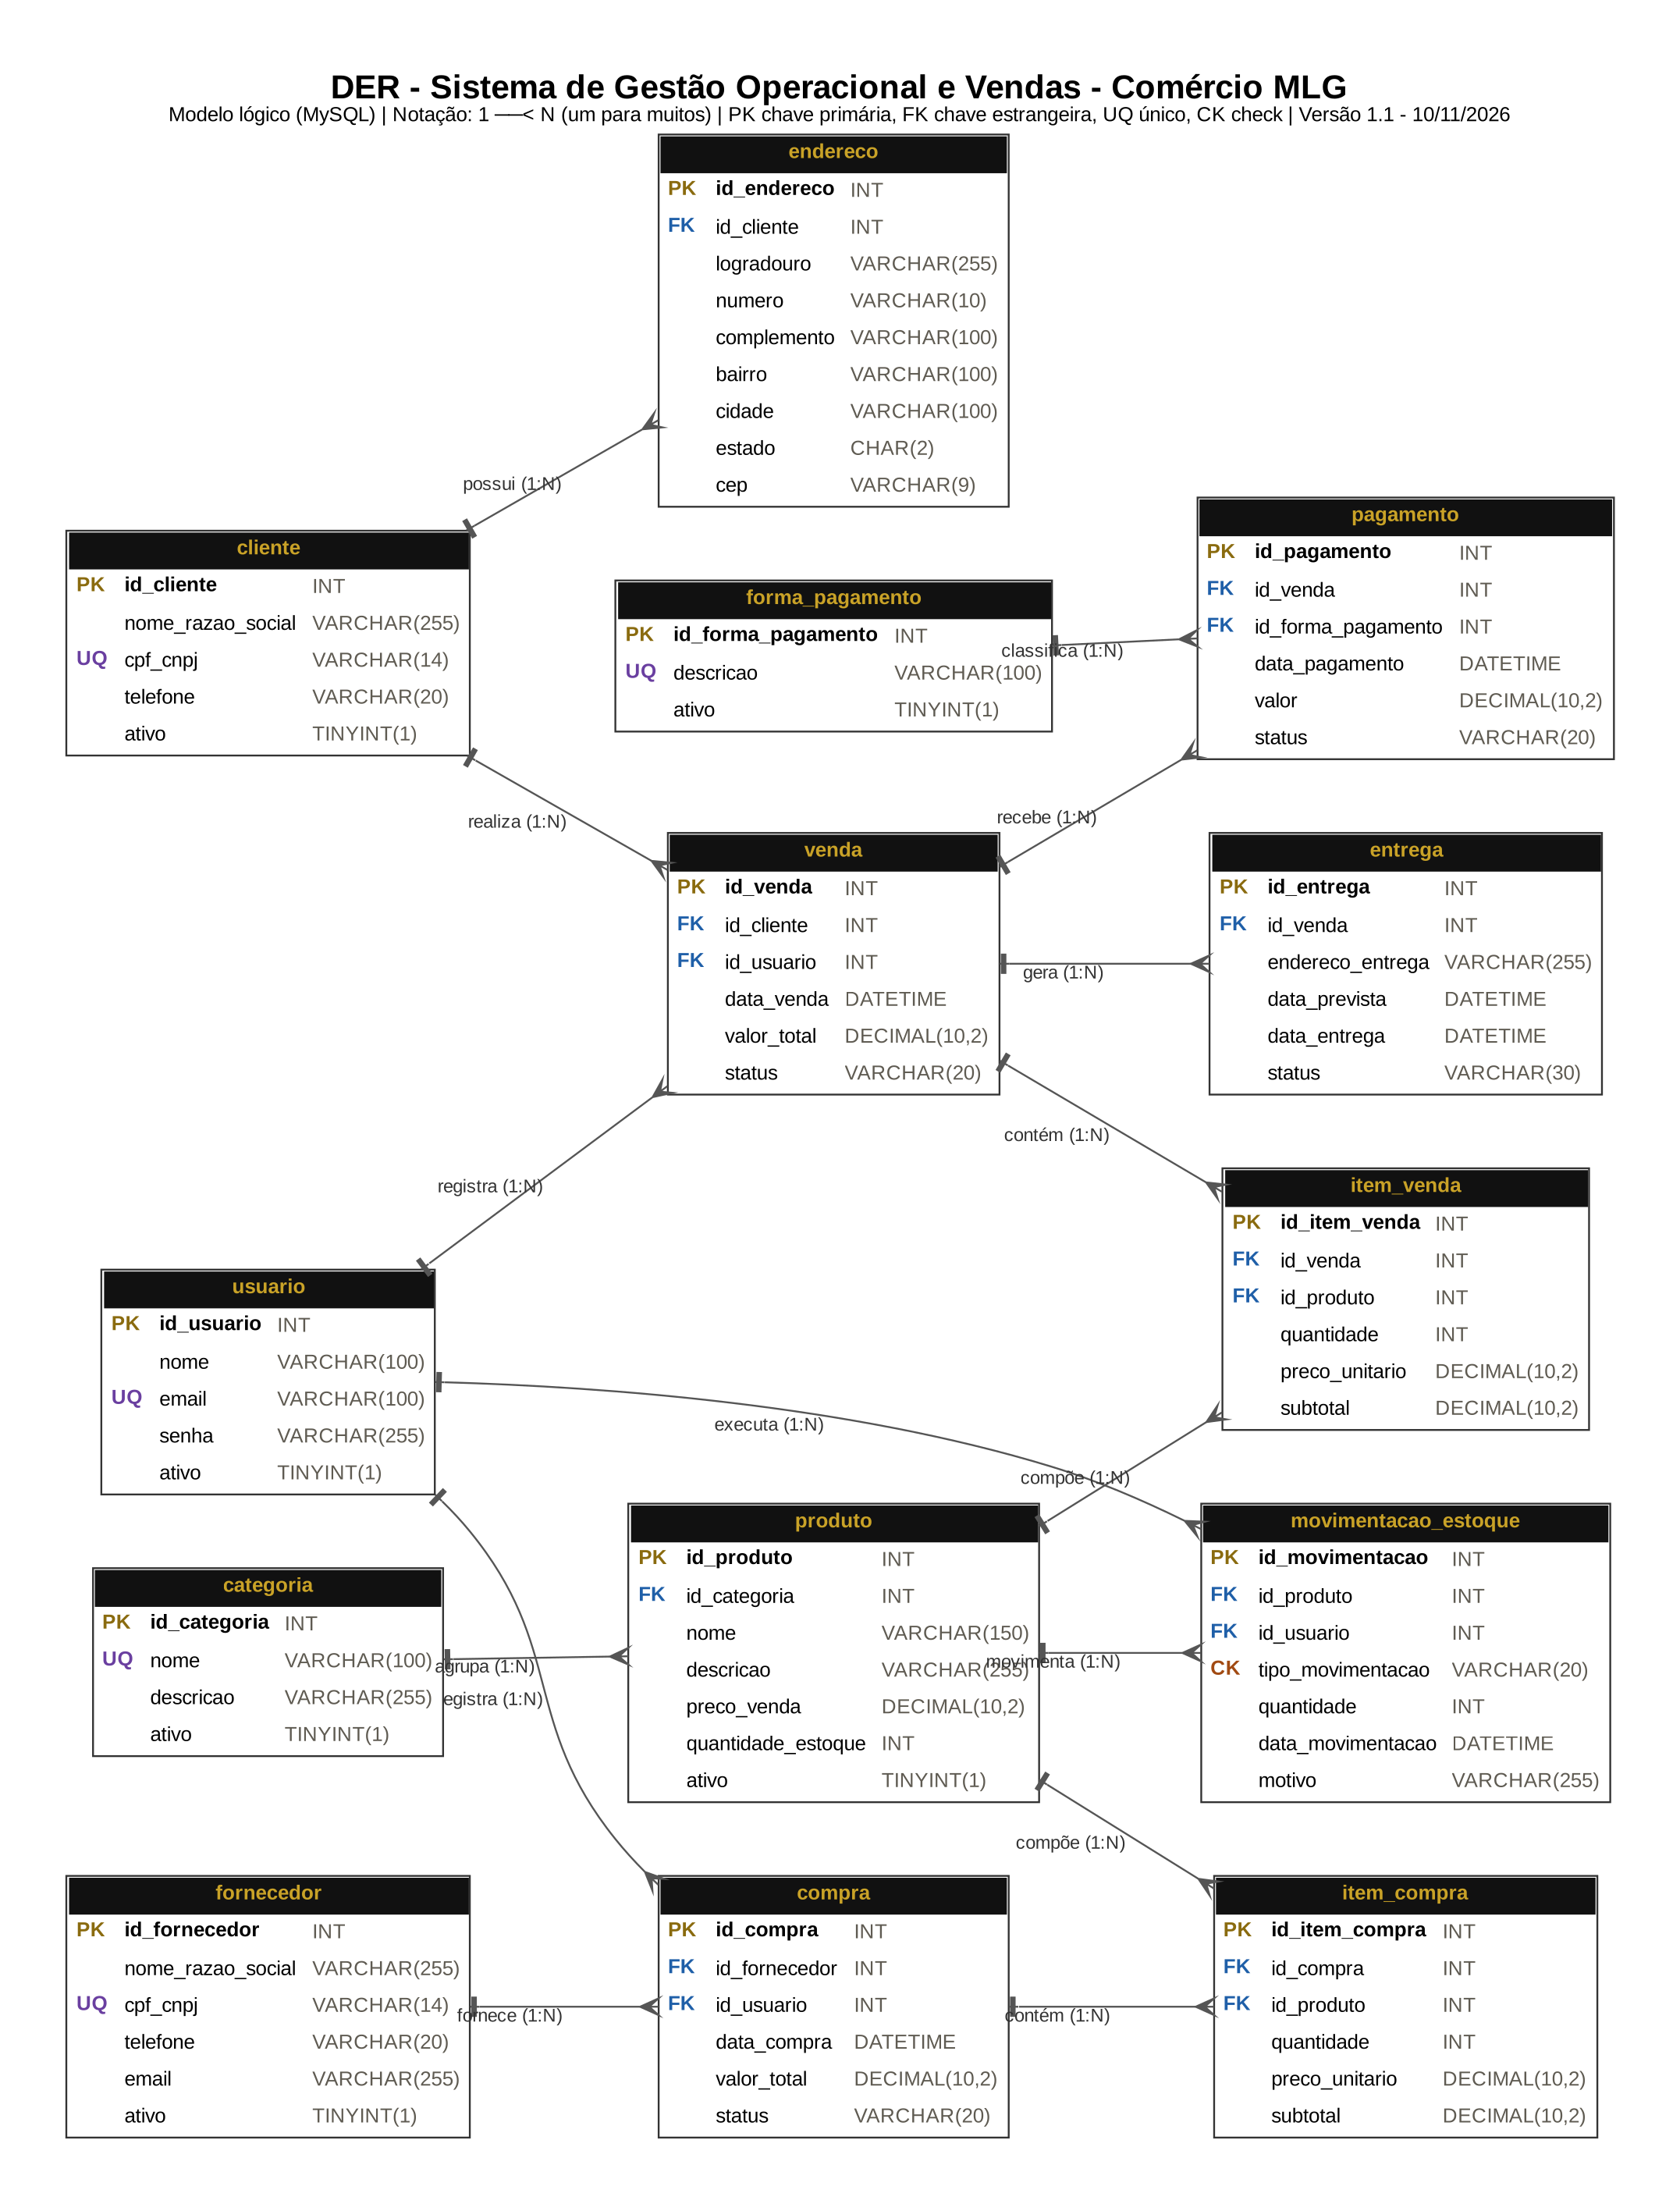 DER - Sistema de Gestão Operacional e Vendas - Comércio MLG
Modelo lógico (MySQL) | Notação: 1 ──< N (um para muitos) | PK chave primária, FK chave estrangeira, UQ único, CK check | Versão 1.1 - 10/11/2026
endereco
PK id_endereco INT
FK id_cliente INT
logradouro VARCHAR(255)
numero VARCHAR(10)
complemento VARCHAR(100)
bairro VARCHAR(100)
cidade VARCHAR(100)
estado CHAR(2)
cep VARCHAR(9)
possui (1:N)
cliente
PK id_cliente INT
nome_razao_social VARCHAR(255)
UQ cpf_cnpj VARCHAR(14)
telefone VARCHAR(20)
ativo TINYINT(1)
forma_pagamento
PK id_forma_pagamento INT
UQ descricao VARCHAR(100)
ativo TINYINT(1)
classifica (1:N)
pagamento
PK id_pagamento INT
FK id_venda INT
FK id_forma_pagamento INT
data_pagamento DATETIME
valor DECIMAL(10,2)
status VARCHAR(20)
realiza (1:N)
recebe (1:N)
venda
PK id_venda INT
FK id_cliente INT
FK id_usuario INT
data_venda DATETIME
valor_total DECIMAL(10,2)
status VARCHAR(20)
gera (1:N)
entrega
PK id_entrega INT
FK id_venda INT
endereco_entrega VARCHAR(255)
data_prevista DATETIME
data_entrega DATETIME
status VARCHAR(30)
contém (1:N)
registra (1:N)
item_venda
PK id_item_venda INT
FK id_venda INT
FK id_produto INT
quantidade INT
preco_unitario DECIMAL(10,2)
subtotal DECIMAL(10,2)
usuario
PK id_usuario INT
nome VARCHAR(100)
UQ email VARCHAR(100)
senha VARCHAR(255)
ativo TINYINT(1)
executa (1:N)
compõe (1:N)
produto
PK id_produto INT
FK id_categoria INT
nome VARCHAR(150)
descricao VARCHAR(255)
preco_venda DECIMAL(10,2)
quantidade_estoque INT
ativo TINYINT(1)
movimenta (1:N)
movimentacao_estoque
PK id_movimentacao INT
FK id_produto INT
FK id_usuario INT
CK tipo_movimentacao VARCHAR(20)
quantidade INT
data_movimentacao DATETIME
motivo VARCHAR(255)
categoria
PK id_categoria INT
UQ nome VARCHAR(100)
descricao VARCHAR(255)
ativo TINYINT(1)
agrupa (1:N)
egistra (1:N)
compõe (1:N)
fornecedor
PK id_fornecedor INT
nome_razao_social VARCHAR(255)
UQ cpf_cnpj VARCHAR(14)
telefone VARCHAR(20)
email VARCHAR(255)
ativo TINYINT(1)
fornece (1:N)
compra
PK id_compra INT
FK id_fornecedor INT
FK id_usuario INT
data_compra DATETIME
valor_total DECIMAL(10,2)
status VARCHAR(20)
contém (1:N)
item_compra
PK id_item_compra INT
FK id_compra INT
FK id_produto INT
quantidade INT
preco_unitario DECIMAL(10,2)
subtotal DECIMAL(10,2)